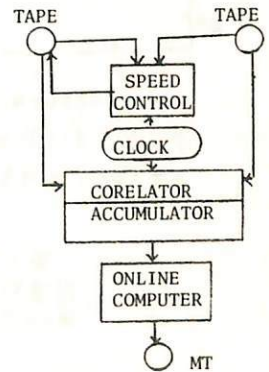 TAPE TAPE
SPEED
CONTROL
CLOCK
CORELATOR
ACCUMULATOR
ONLINE
COMPUTER
MT